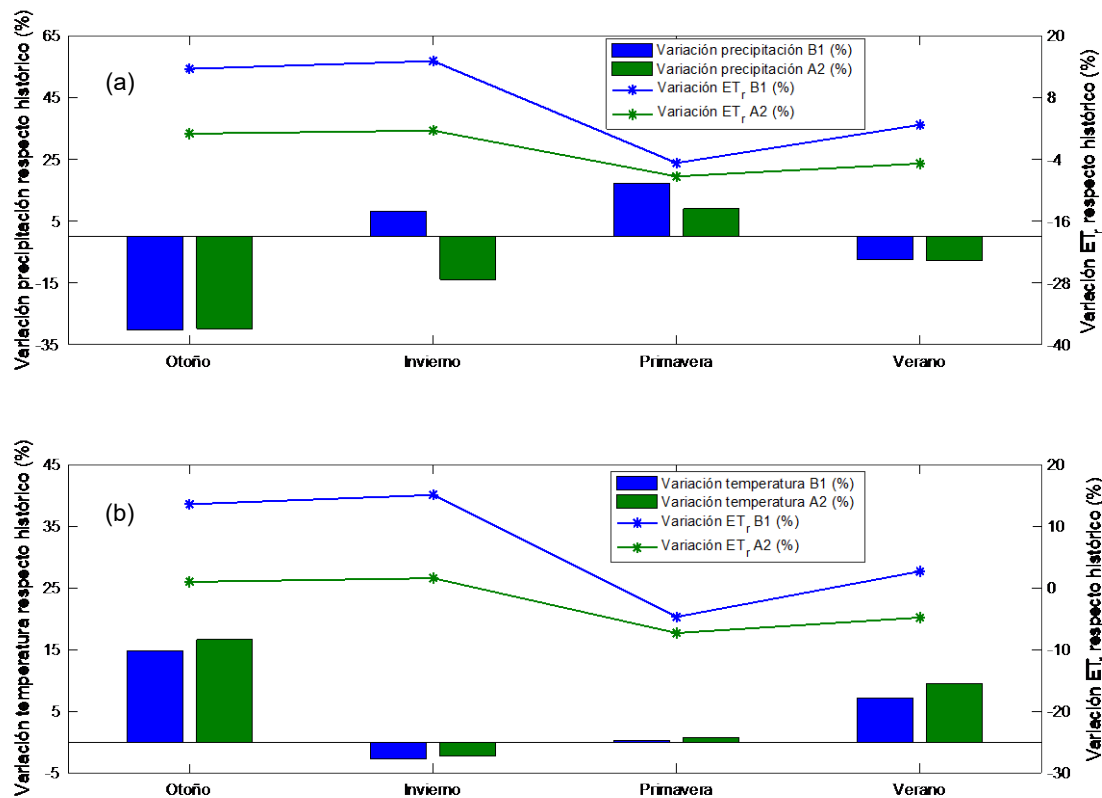 Variación precipitación respecto histórico (%)
65
45
25
5
-15
-35
(a)
Variación precipitación B1 (%)
Variación precipitación A2 (%)
Variación ETr B1 (%)
Variación ETr A2 (%)
20
8
-4
-16
-28
-40
Variación ETr respecto histórico (%)
Otoño Invierno Primavera Verano
Variación temperatura respecto histórico (%)
45
35
25
15
5
-5
(b)
Variación temperatura B1 (%)
Variación temperatura A2 (%)
Variación ETr B1 (%)
Variación ETr A2 (%)
20
10
0
-10
-20
-30
Variación ETr respecto histórico (%)
Otoño Invierno Primavera Verano